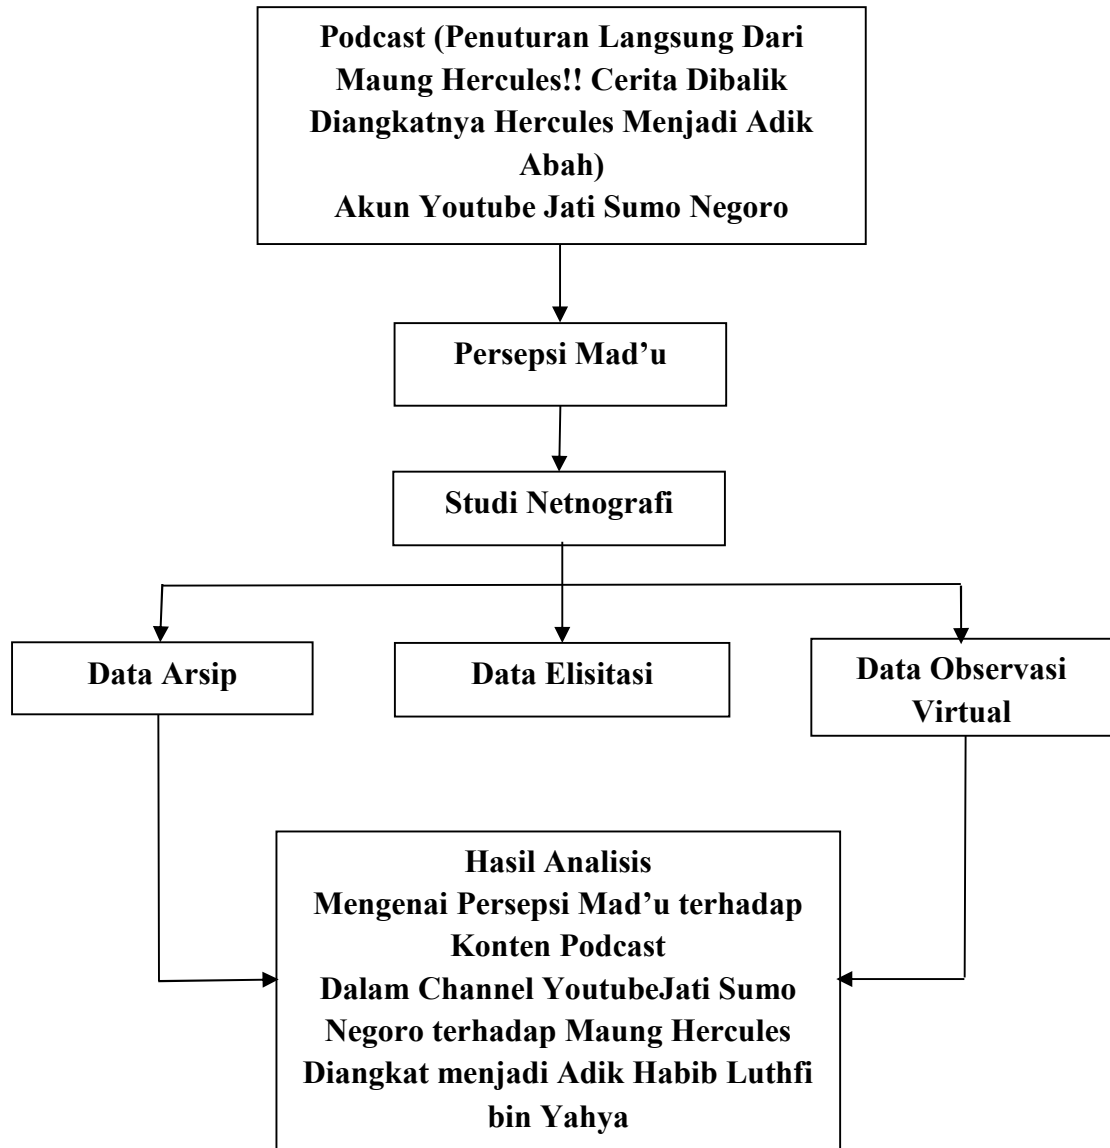 Podcast (Penuturan Langsung Dari
Maung Hercules!! Cerita Dibalik
Diangkatnya Hercules Menjadi Adik
Abah)
Akun Youtube Jati Sumo Negoro
Persepsi Mad’u
Studi Netnografi
Data Arsip
Data Elisitasi
Data Observasi
Virtual
Hasil Analisis
Mengenai Persepsi Mad’u terhadap
Konten Podcast
Dalam Channel YoutubeJati Sumo
Negoro terhadap Maung Hercules
Diangkat menjadi Adik Habib Luthfi
bin Yahya